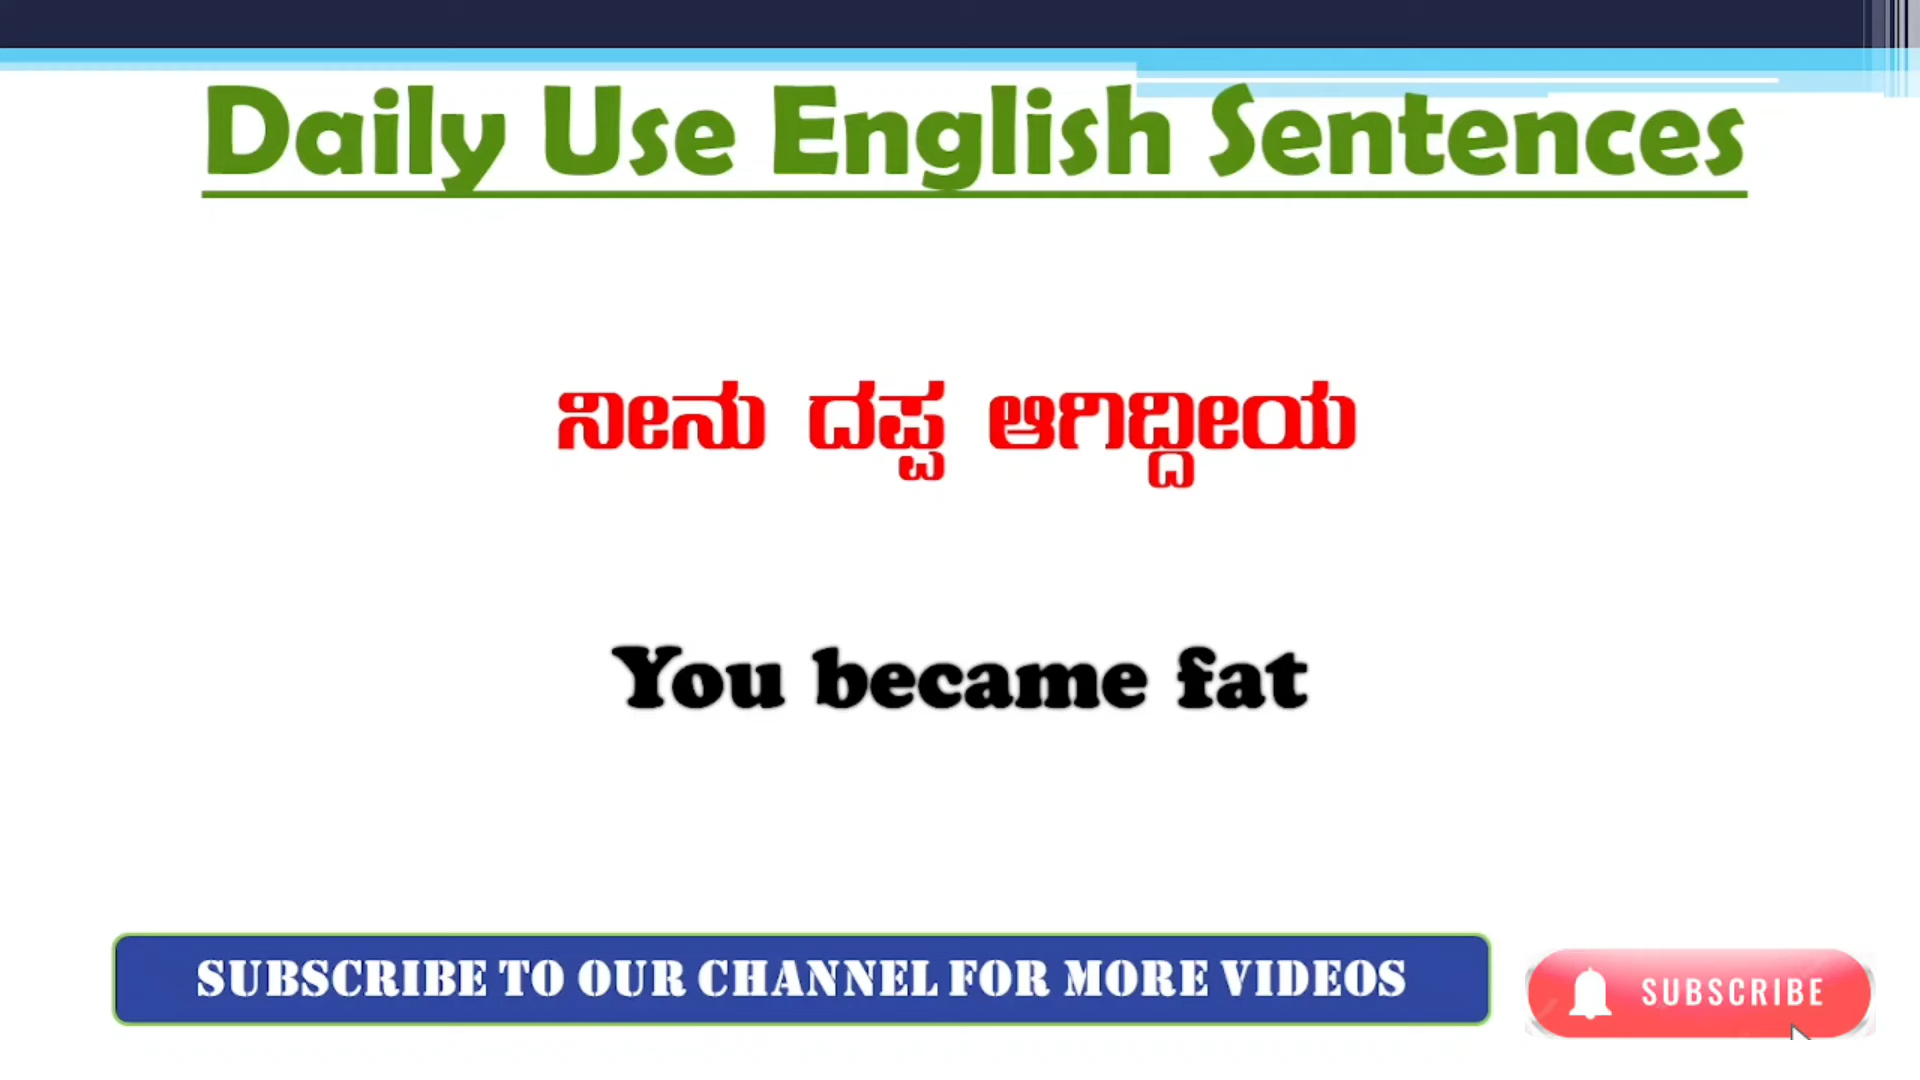 Daily Use English Sentences
ನೀನು ದಪ್ಪ ಆಗಿದ್ದೀಯ
You became fat
SUBSCRIBE TO OUR CHANNEL FOR MORE VIDEOS
SUBSCRIBE